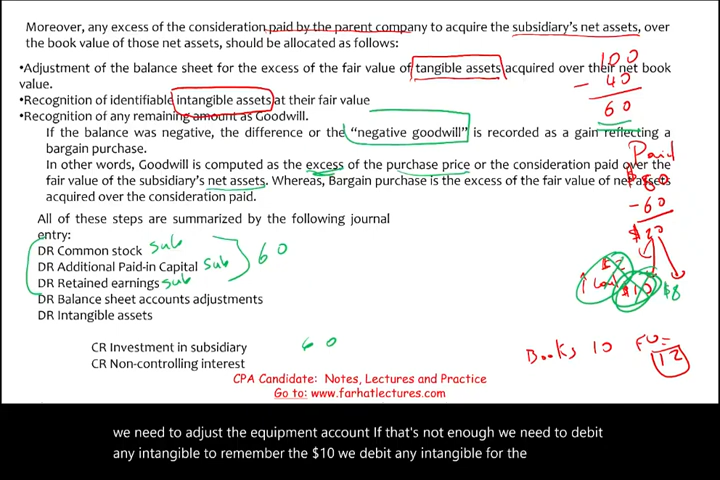 Moreover, any excess of the consideration paid by the parent company to acquire the subsidiary's net assets, over
the book value of those net assets, should be allocated as follows:
100
•Adjustment of the balance sheet for the excess of the fair value of tangible assets acquired over their net book
value.
- 40
•Recognition of identifiable intangible assets at their fair value
60
•Recognition of any remaining amount as Goodwill.
If the balance was negative, the difference or the "negative goodwill" is recorded as a gain reflecting a
bargain purchase.
Paid
In other words, Goodwill is computed as the excess of the purchase price or the consideration paid over the
fair value of the subsidiary's net assets. Whereas, Bargain purchase is the excess of the fair value of net assets
acquired over the consideration paid.
$80
-60
$20
All of these steps are summarized by the following journal
entry:
DR Common stock sub
DR Additional Paid-in Capital sub 60
DR Retained earnings sub
$2
$10 $8
DR Balance sheet accounts adjustments
DR Intangible assets
CR Investment in subsidiary 60
Books 10 FV= 12
CR Non-controlling interest
CPA Candidate: Notes, Lectures and Practice
Go to: www.farhatlectures.com
we need to adjust the equipment account If that's not enough we need to debit
any intangible to remember the $10 we debit any intangible for the